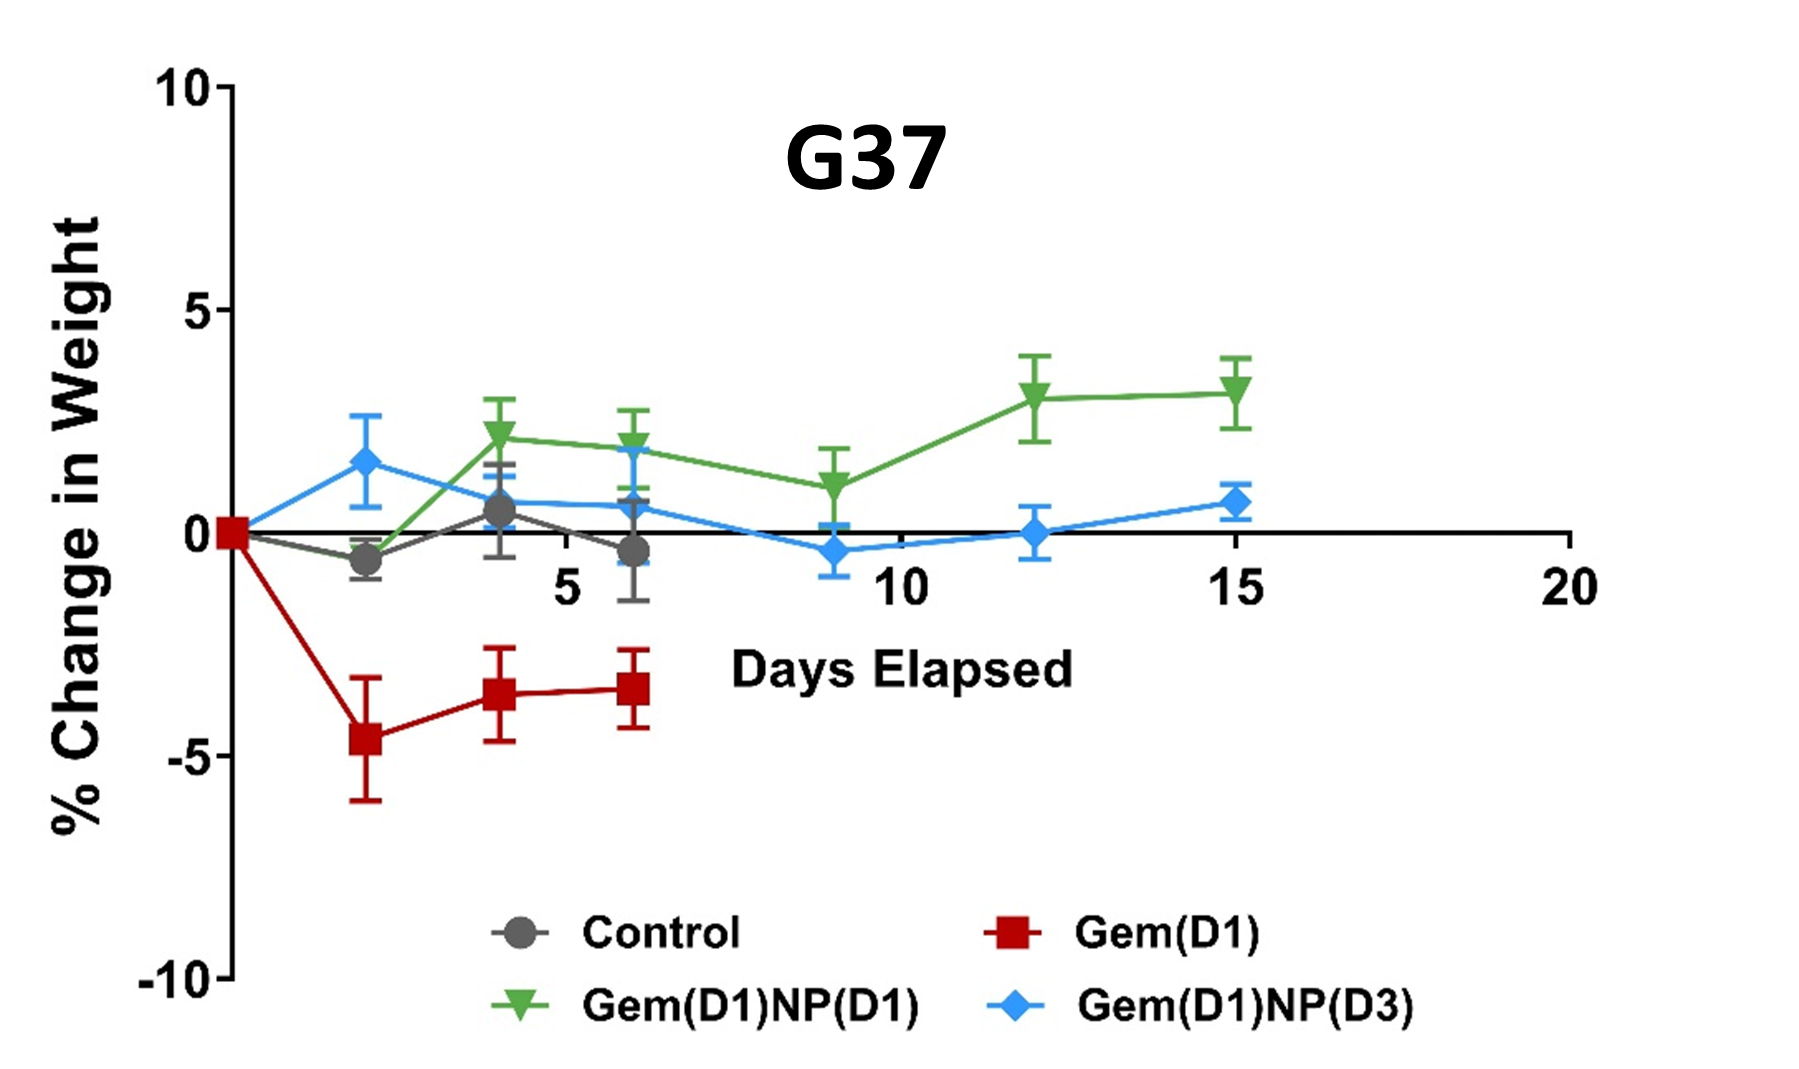 G37
% Change in Weight
10
5
0
-5
-10
5 10 15 20
Days Elapsed
Control Gem(D1)
Gem(D1)NP(D1) Gem(D1)NP(D3)